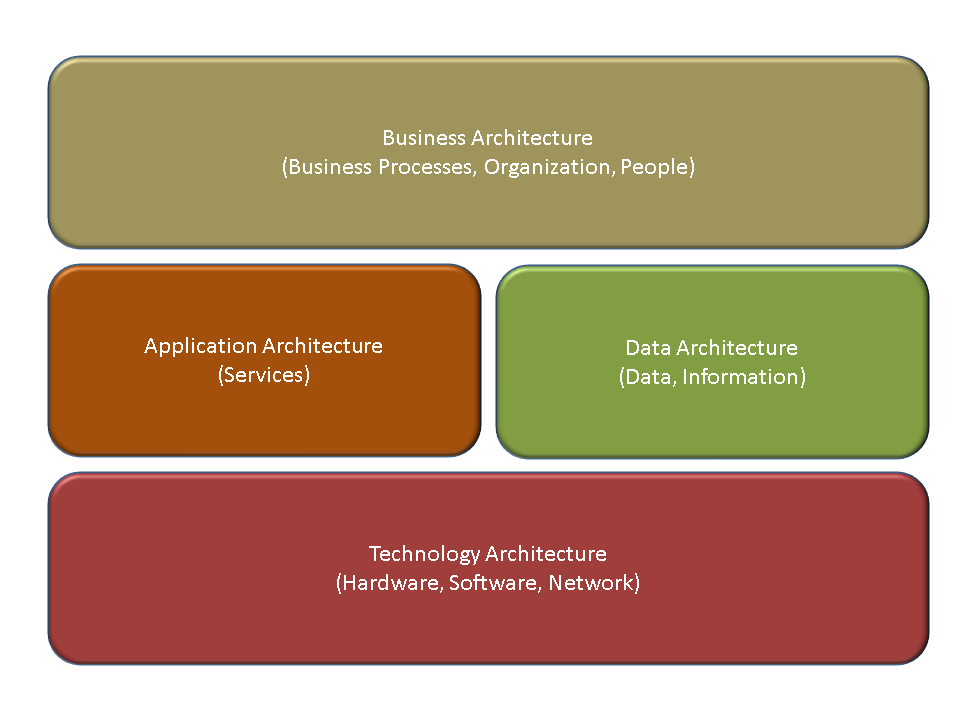 Business Architecture
(Business Processes, Organization, People)
Application Architecture
(Services)
Data Architecture
(Data, Information)
Technology Architecture
(Hardware, Software, Network)